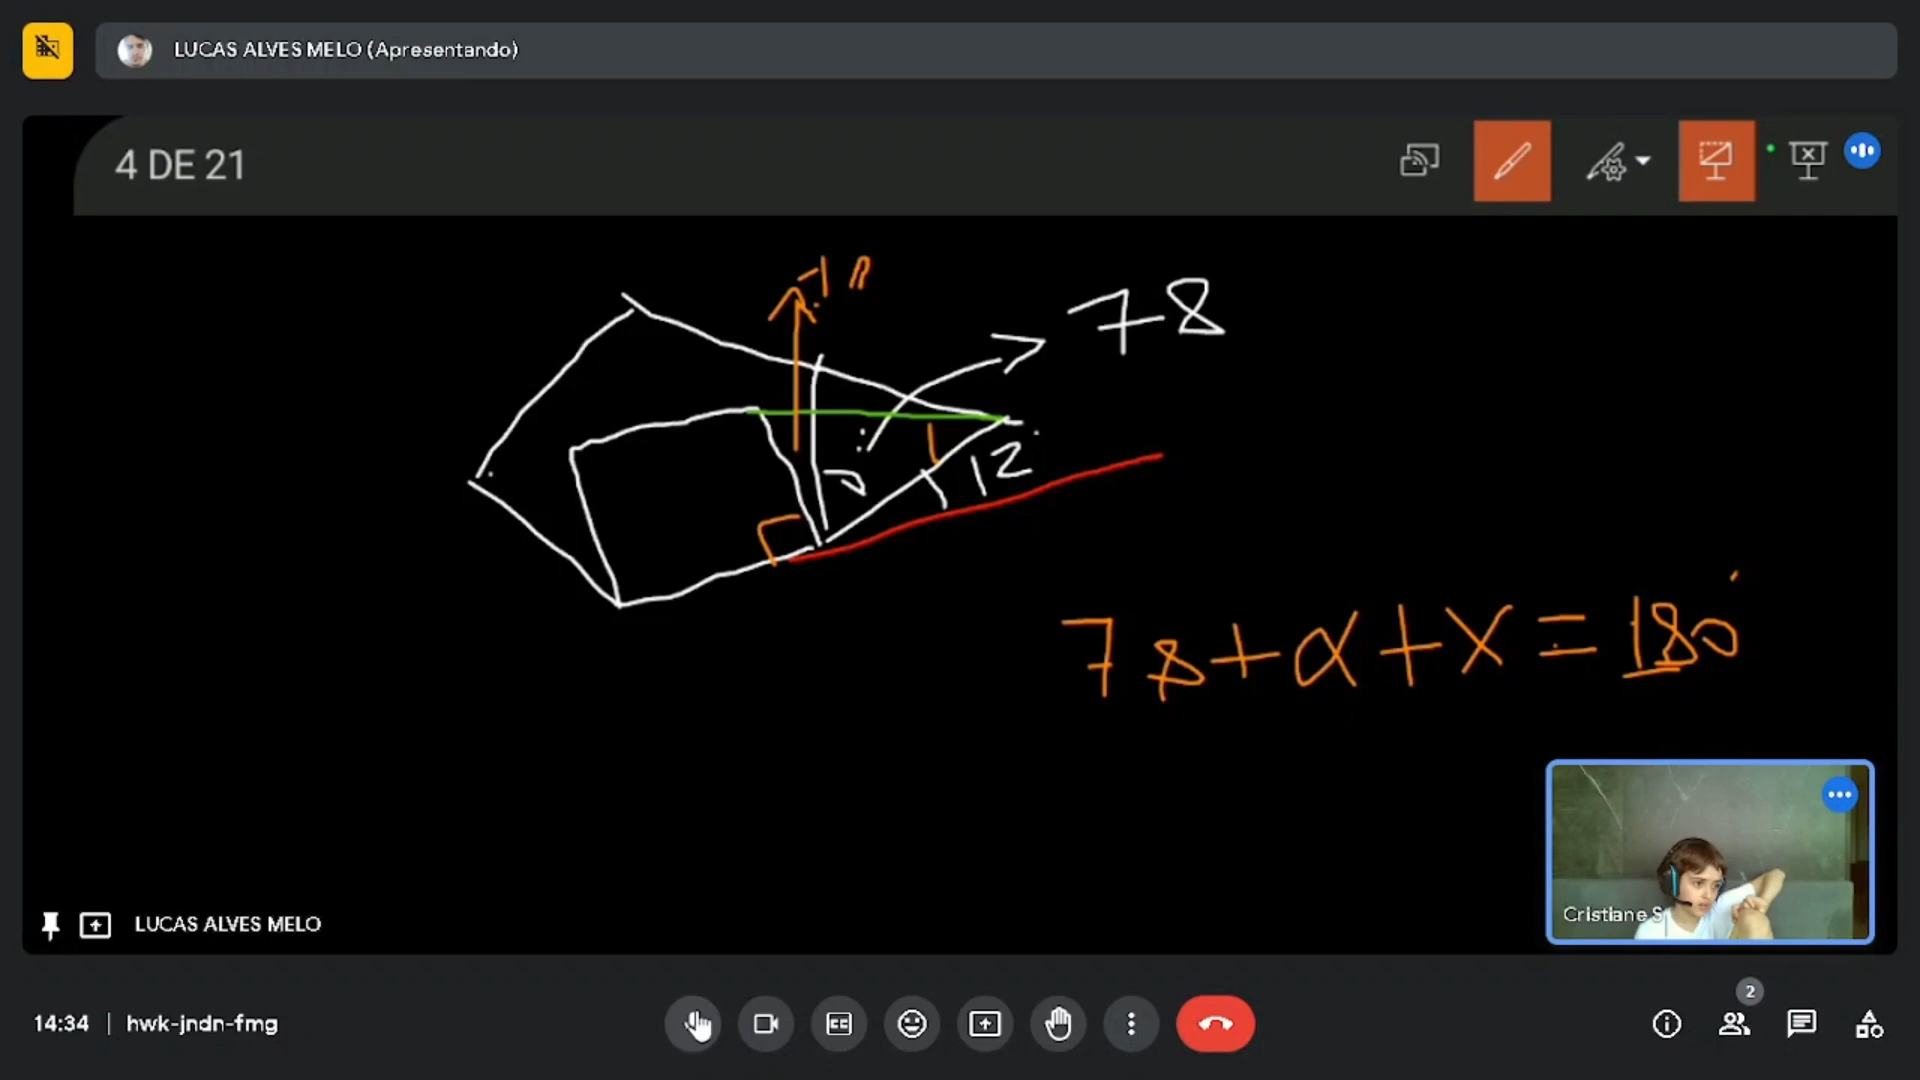 LUCAS ALVES MELO (Apresentando)
4 DE 21
78
12
78+α+x=180°
Cristiane S
LUCAS ALVES MELO
14:34 | hwk-jndn-fmg
2